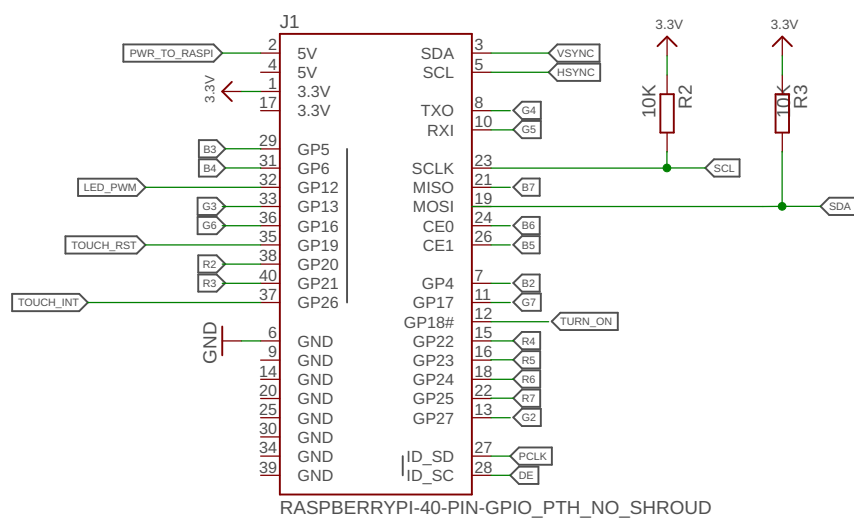 J1
3.3V
3.3V
PWR_TO_RASPI 2 5V SDA 3 VSYNC
4 5V SCL 5 HSYNC
3.3V 1 3.3V
17 3.3V TXO 8 G4
RXI 10 G5
10K R2
10K R3
B3 29 GP5
B4 31 GP6 SCLK 23 SCL
LED_PWM 32 GP12 MISO 21 B7
G3 33 GP13 MOSI 19 SDA
G6 36 GP16 CE0 24 B6
TOUCH_RST 35 GP19 CE1 26 B5
R2 38 GP20
R3 40 GP21 GP4 7 B2
TOUCH_INT 37 GP26 GP17 11 G7
GP18# 12 TURN_ON
GND 6 GND GP22 15 R4
9 GND GP23 16 R5
14 GND GP24 18 R6
20 GND GP25 22 R7
25 GND GP27 13 G2
30 GND
34 GND ID_SD 27 PCLK
39 GND ID_SC 28 DE
RASPBERRYPI-40-PIN-GPIO_PTH_NO_SHROUD